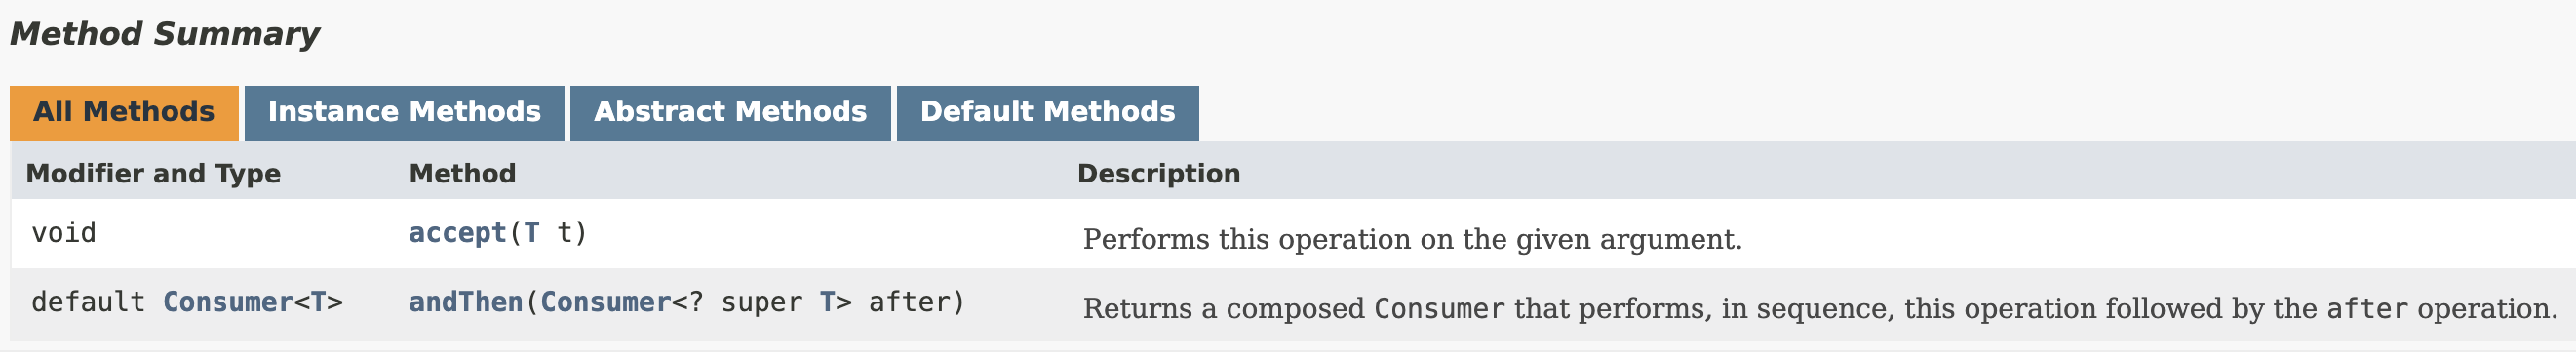 Method Summary
All Methods Instance Methods Abstract Methods Default Methods
Modifier and Type Method Description
void accept(T t) Performs this operation on the given argument.
default Consumer<T> andThen(Consumer<? super T> after) Returns a composed Consumer that performs, in sequence, this operation followed by the after operation.